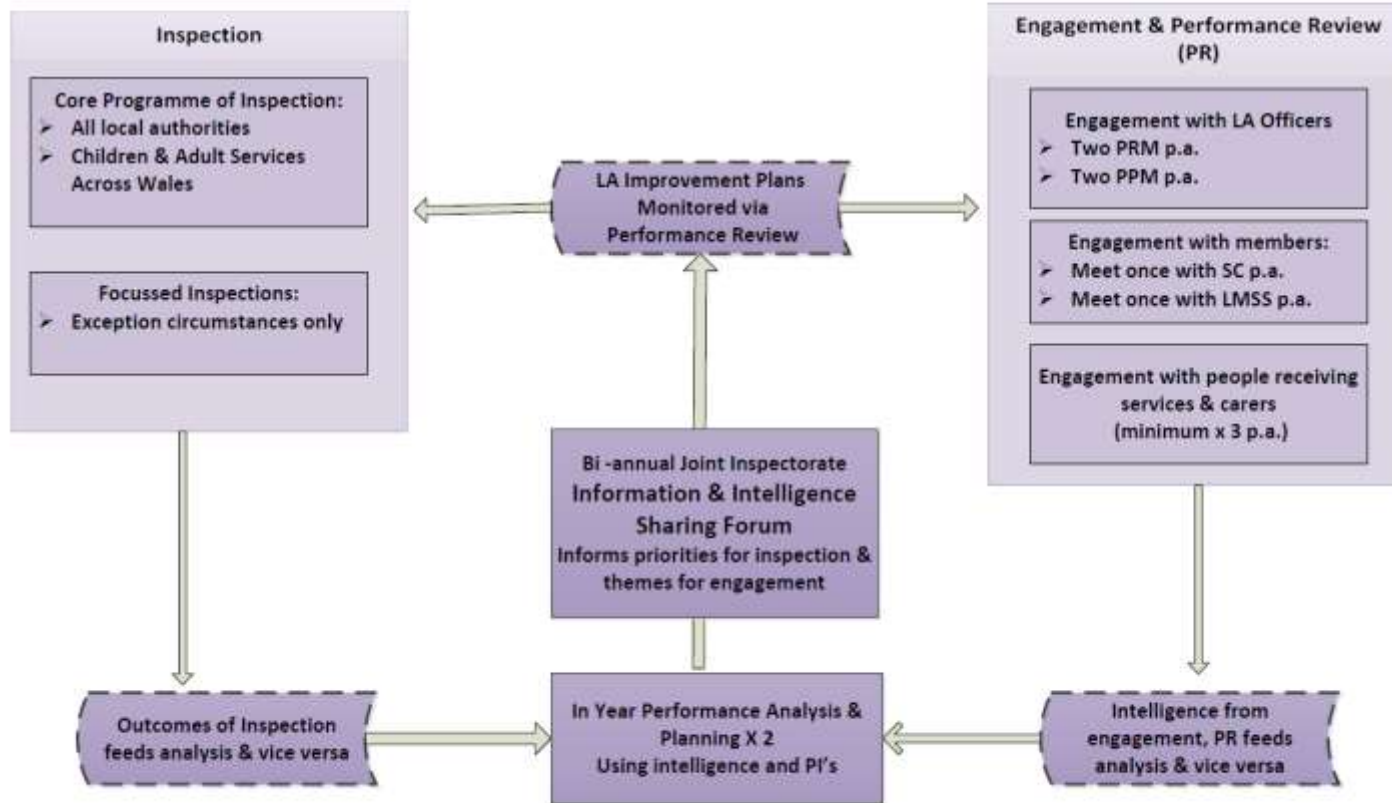 Inspection
Core Programme of Inspection:
➢ All local authorities
➢ Children & Adult Services
Across Wales
Focussed Inspections:
➢ Exception circumstances only
LA Improvement Plans
Monitored via
Performance Review
Engagement & Performance Review
(PR)
Engagement with LA Officers
➢ Two PRM p.a.
➢ Two PPM p.a.
Engagement with members:
➢ Meet once with SC p.a.
➢ Meet once with LMSS p.a.
Engagement with people receiving
services & carers
(minimum x 3 p.a.)
Bi -annual Joint Inspectorate
Information & Intelligence
Sharing Forum
Informs priorities for inspection &
themes for engagement
Outcomes of Inspection
feeds analysis & vice versa
In Year Performance Analysis &
Planning X 2
Using intelligence and PI’s
Intelligence from
engagement, PR feeds
analysis & vice versa